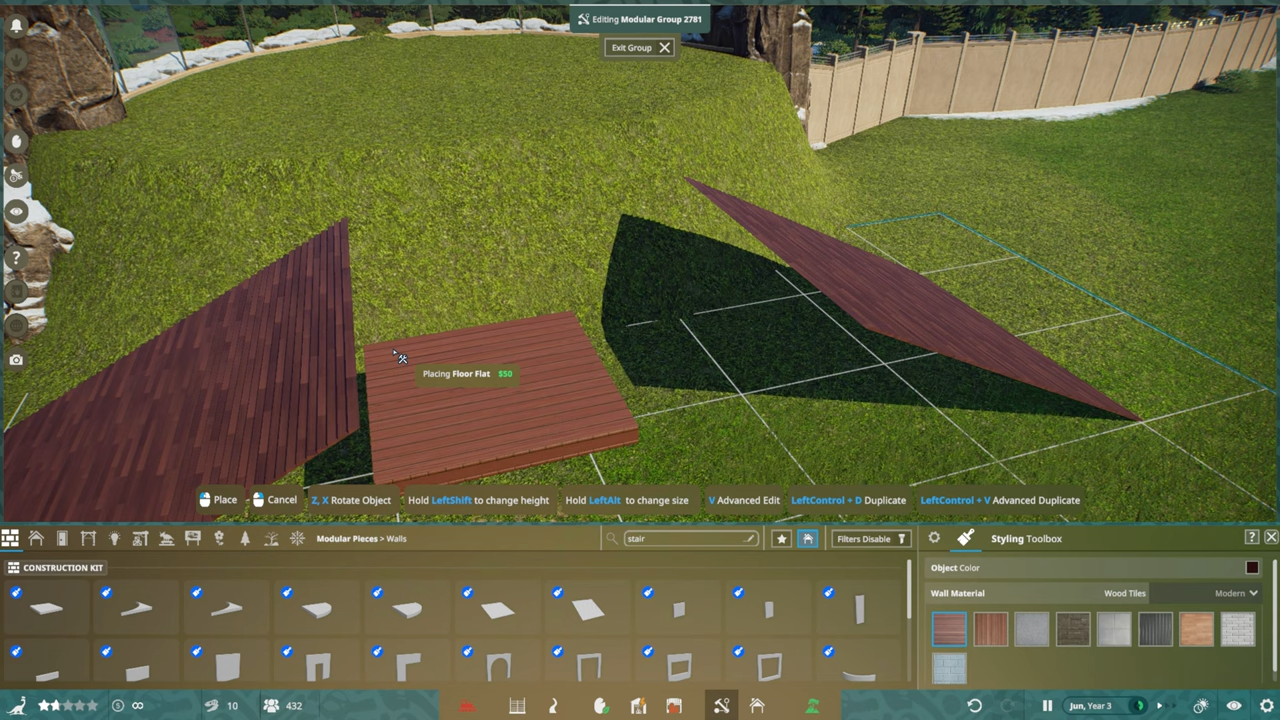 Editing Modular Group 2781
Exit Group
Placing Floor Flat $50
Place
Cancel
Z, X Rotate Object
Hold LeftShift to change height
Hold LeftAlt to change size
V Advanced Edit
LeftControl + D Duplicate
LeftControl + V Advanced Duplicate
Modular Pieces > Walls
stair
Filters Disable
Styling Toolbox
?
CONSTRUCTION KIT
Object Color
Wall Material
Wood Tiles
Modern
10
432
Jun, Year 3